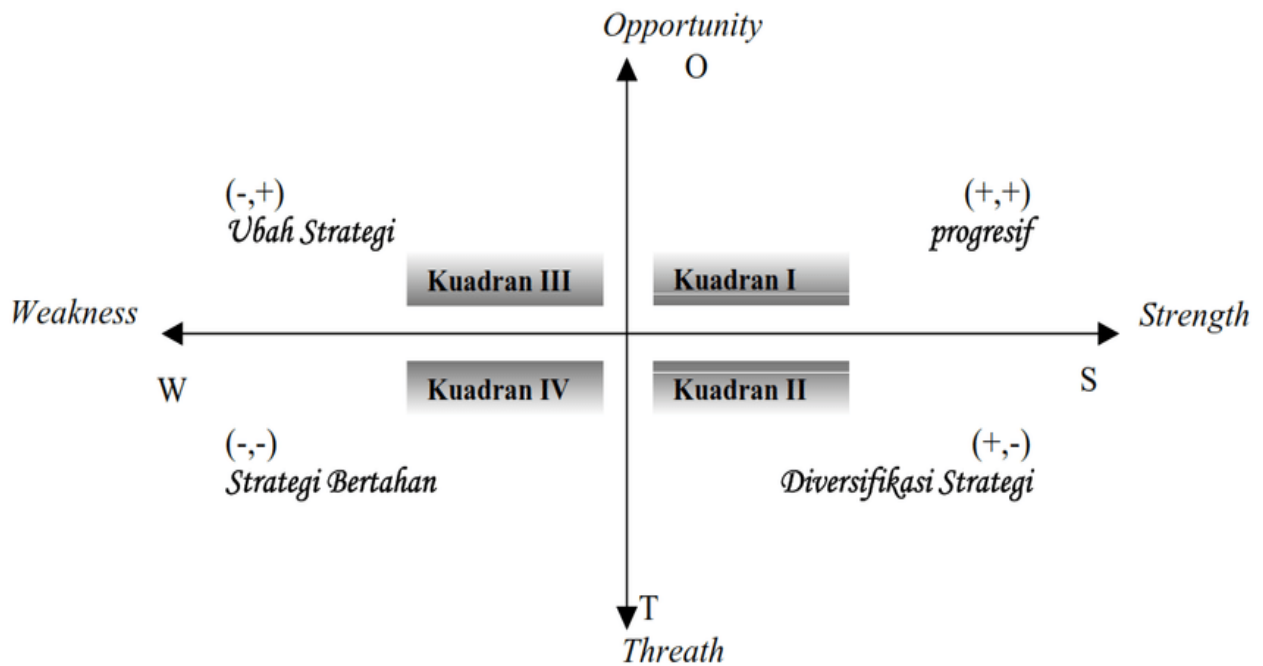 Opportunity
O
(-,+)
Ubah Strategi
(+,+)
progresif
Kuadran III
Kuadran I
Weakness
Strength
W
S
Kuadran IV
Kuadran II
(-,-)
Strategi Bertahan
(+,-)
Diversifikasi Strategi
T
Threath